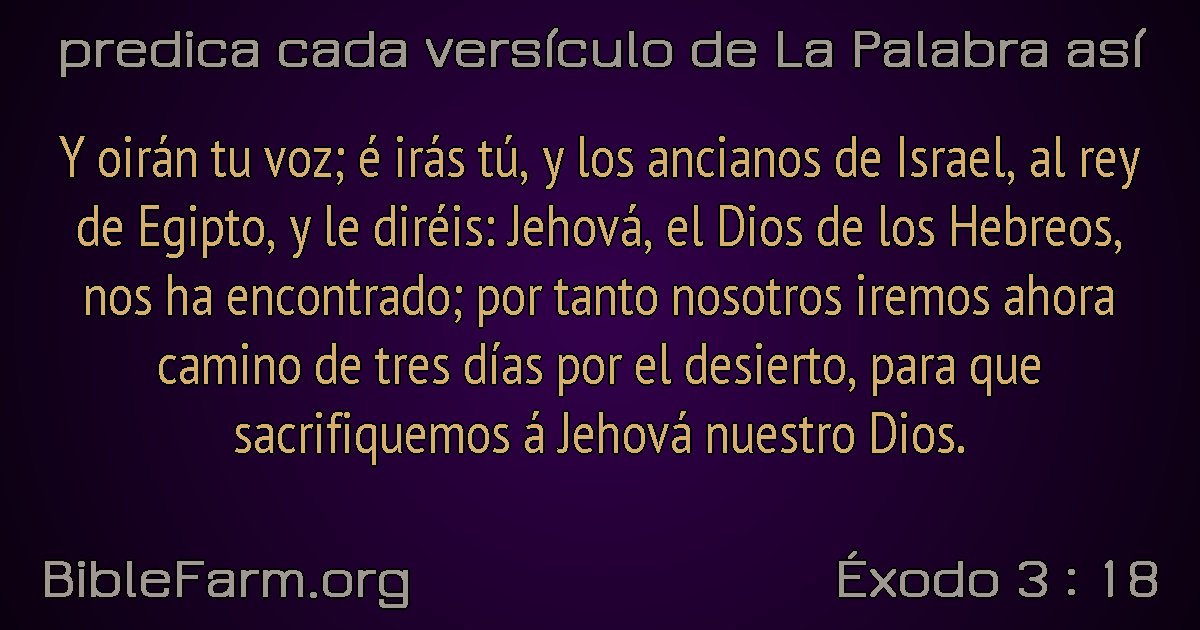 predica cada versículo de La Palabra así
Y oirán tu voz; é irás tú, y los ancianos de Israel, al rey
de Egipto, y le diréis: Jehová, el Dios de los Hebreos,
nos ha encontrado; por tanto nosotros iremos ahora
camino de tres días por el desierto, para que
sacrifiquemos á Jehová nuestro Dios.
BibleFarm.org
Éxodo 3 : 18